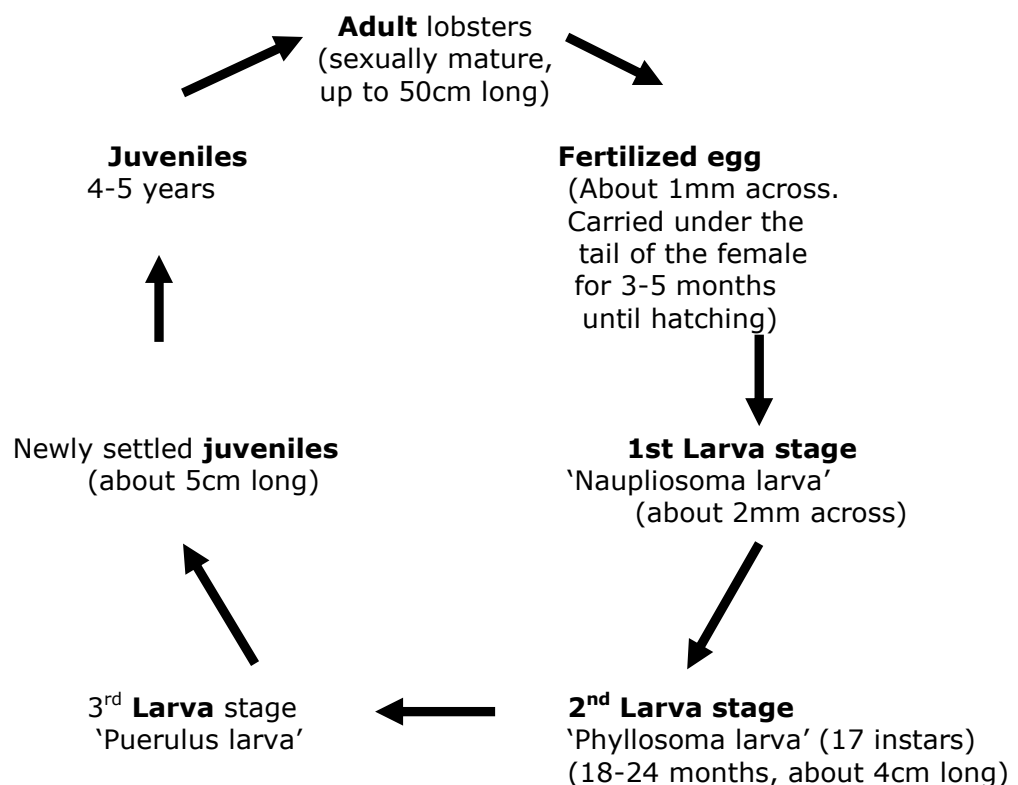 Adult lobsters
(sexually mature,
up to 50cm long)
Fertilized egg
(About 1mm across.
Carried under the
tail of the female
for 3-5 months
until hatching)
1st Larva stage
‘Naupliosoma larva’
(about 2mm across)
2nd Larva stage
‘Phyllosoma larva’ (17 instars)
(18-24 months, about 4cm long)
3rd Larva stage
‘Puerulus larva’
Newly settled juveniles
(about 5cm long)
Juveniles
4-5 years